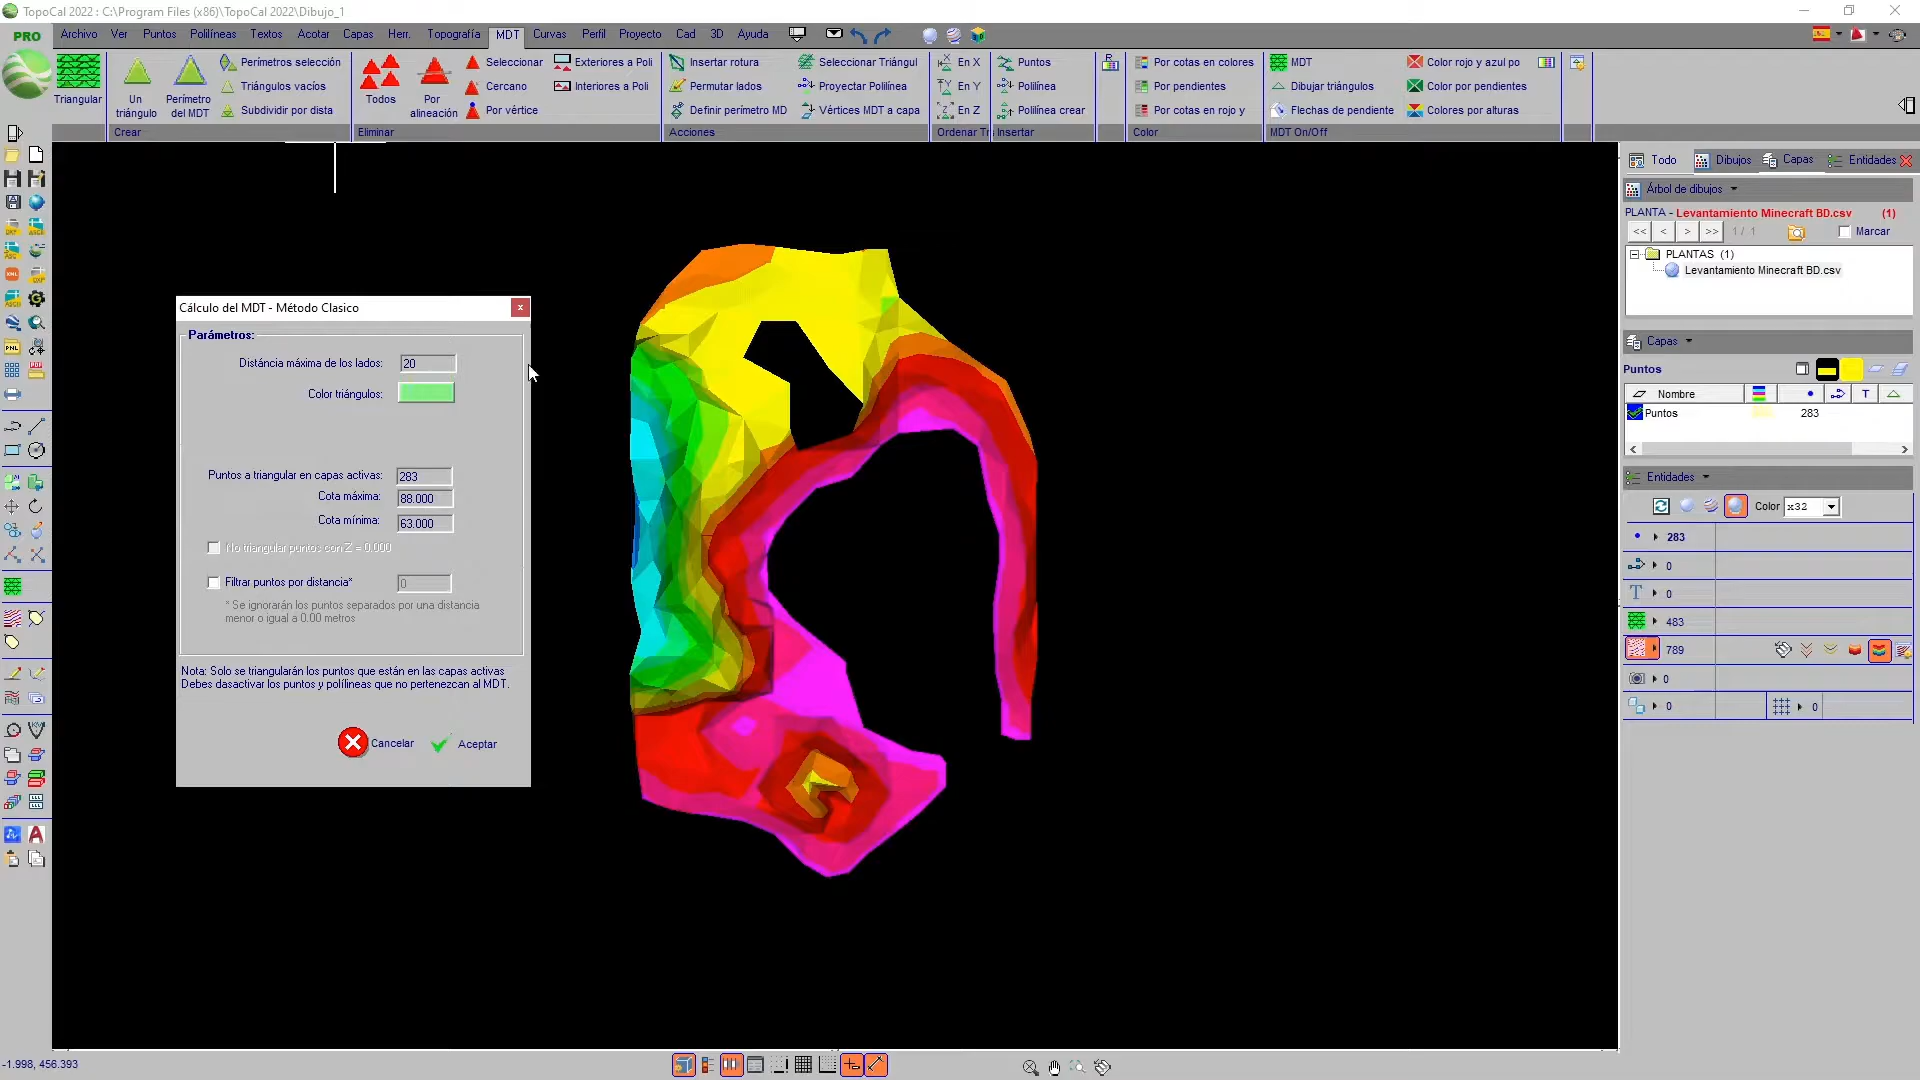 TopoCal 2022 : C:\Program Files (x86)\TopoCal 2022\Dibujo_1
PRO
Archivo Ver Puntos Polilíneas Textos Acotar Capas Herr. Topografía MDT Curvas Perfil Proyecto Cad 3D Ayuda
Triangular
Un triángulo
Perímetro del MDT
Perímetros selección
Triángulos vacíos
Subdividir por dista
Crear
Todos
Por alineación
Seleccionar
Cercano
Por vértice
Exteriores a Poli
Interiores a Poli
Eliminar
Insertar rotura
Permutar lados
Definir perímetro MD
Seleccionar Triángul
Proyectar Polilínea
Vértices MDT a capa
Acciones
En X
En Y
En Z
Ordenar Tr
Puntos
Polilínea
Polilínea crear
Insertar
Por cotas en colores
Por pendientes
Por cotas en rojo y
Color
MDT
Dibujar triángulos
Flechas de pendiente
Color rojo y azul po
Color por pendientes
Colores por alturas
MDT On/Off
Cálculo del MDT - Método Clasico
Parámetros:
Distáncia máxima de los lados: 20
Color triángulos:
Puntos a triangular en capas activas: 283
Cota máxima: 88.000
Cota mínima: 63.000
No triangular puntos con Z = 0.000
Filtrar puntos por distancia* 0
* Se ignorarán los puntos separados por una distancia
menor o igual a 0.00 metros
Nota: Solo se triangularán los puntos que están en las capas activas
Debes dasactivar los puntos y polílineas que no pertenezcan al MDT.
Cancelar Aceptar
Todo Dibujos Capas Entidades
Árbol de dibujos
PLANTA - Levantamiento Minecraft BD.csv (1)
<< < > >> 1 / 1 Marcar
PLANTAS (1)
Levantamiento Minecraft BD.csv
Capas
Puntos
Nombre T
Puntos 283
Entidades
Color x32
283
0
T 0
483
789
0
0 0
-1.998, 456.393